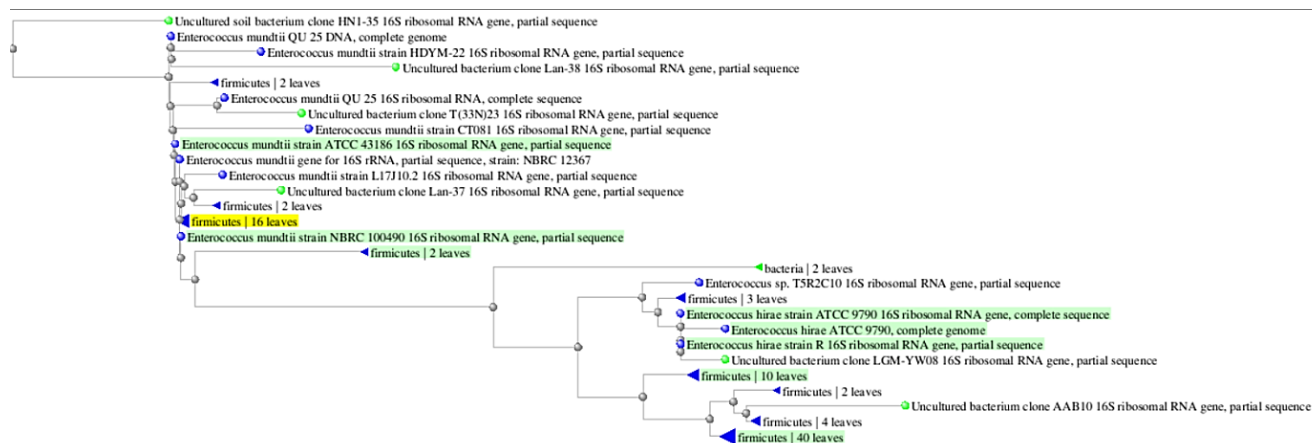 Uncultured soil bacterium clone HN1-35 16S ribosomal RNA gene, partial sequence
Enterococcus mundtii QU 25 DNA, complete genome
Enterococcus mundtii strain HDYM-22 16S ribosomal RNA gene, partial sequence
Uncultured bacterium clone Lan-38 16S ribosomal RNA gene, partial sequence
firmicutes | 2 leaves
Enterococcus mundtii QU 25 16S ribosomal RNA, complete sequence
Uncultured bacterium clone T(33N)23 16S ribosomal RNA gene, partial sequence
Enterococcus mundtii strain CT081 16S ribosomal RNA gene, partial sequence
Enterococcus mundtii strain ATCC 43186 16S ribosomal RNA gene, partial sequence
Enterococcus mundtii gene for 16S rRNA, partial sequence, strain: NBRC 12367
Enterococcus mundtii strain L17J10.2 16S ribosomal RNA gene, partial sequence
Uncultured bacterium clone Lan-37 16S ribosomal RNA gene, partial sequence
firmicutes | 2 leaves
firmicutes | 16 leaves
Enterococcus mundtii strain NBRC 100490 16S ribosomal RNA gene, partial sequence
firmicutes | 2 leaves
bacteria | 2 leaves
Enterococcus sp. T5R2C10 16S ribosomal RNA gene, partial sequence
firmicutes | 3 leaves
Enterococcus hirae strain ATCC 9790 16S ribosomal RNA gene, complete sequence
Enterococcus hirae ATCC 9790, complete genome
Enterococcus hirae strain R 16S ribosomal RNA gene, partial sequence
Uncultured bacterium clone LGM-YW08 16S ribosomal RNA gene, partial sequence
firmicutes | 10 leaves
firmicutes | 2 leaves
Uncultured bacterium clone AAB10 16S ribosomal RNA gene, partial sequence
firmicutes | 4 leaves
firmicutes | 40 leaves